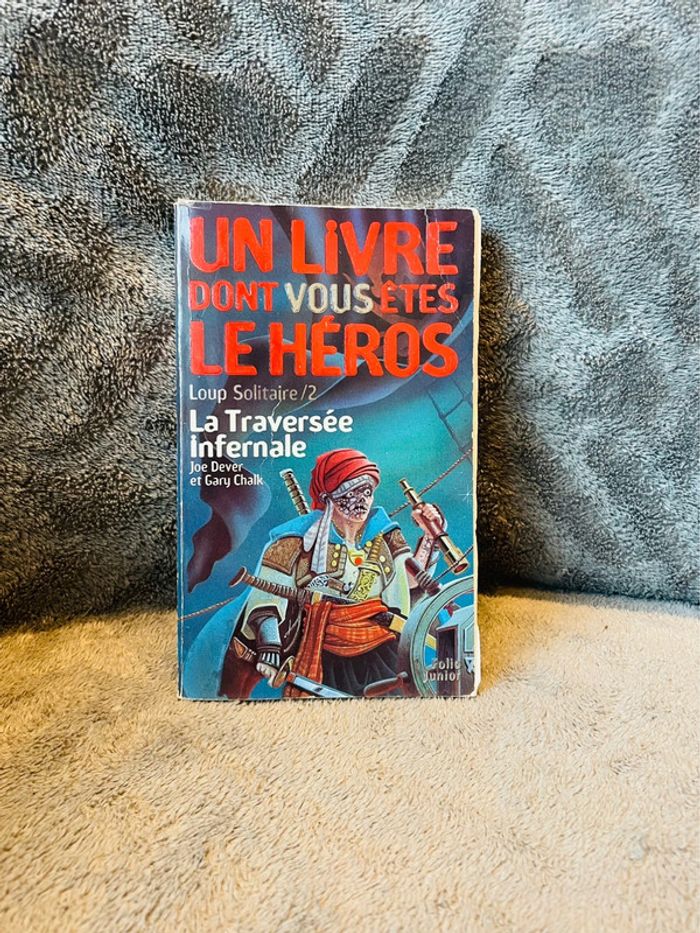 UN LiVRE
DONT VOUS ÊTES
LE HÉROS
Loup Solitaire/2
La Traversée
infernale
Joe Dever
et Gary Chalk
Folio
Junior